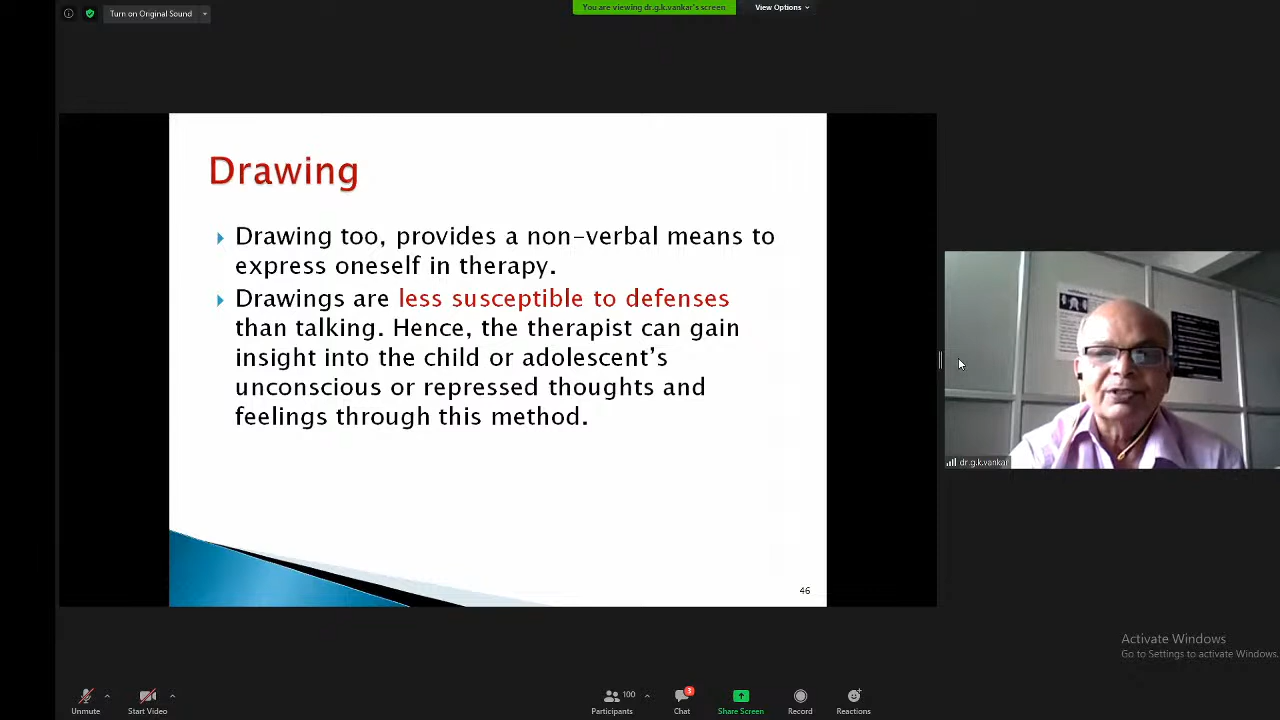 Turn on Original Sound
You are viewing dr.g.k.vankar's screen
View Options
Drawing
Drawing too, provides a non-verbal means to
express oneself in therapy.
Drawings are less susceptible to defenses
than talking. Hence, the therapist can gain
insight into the child or adolescent's
unconscious or repressed thoughts and
feelings through this method.
46
dr.g.k.vankar
Activate Windows
Go to Settings to activate Windows.
Unmute
Start Video
100
Participants
3
Chat
Share Screen
Record
Reactions